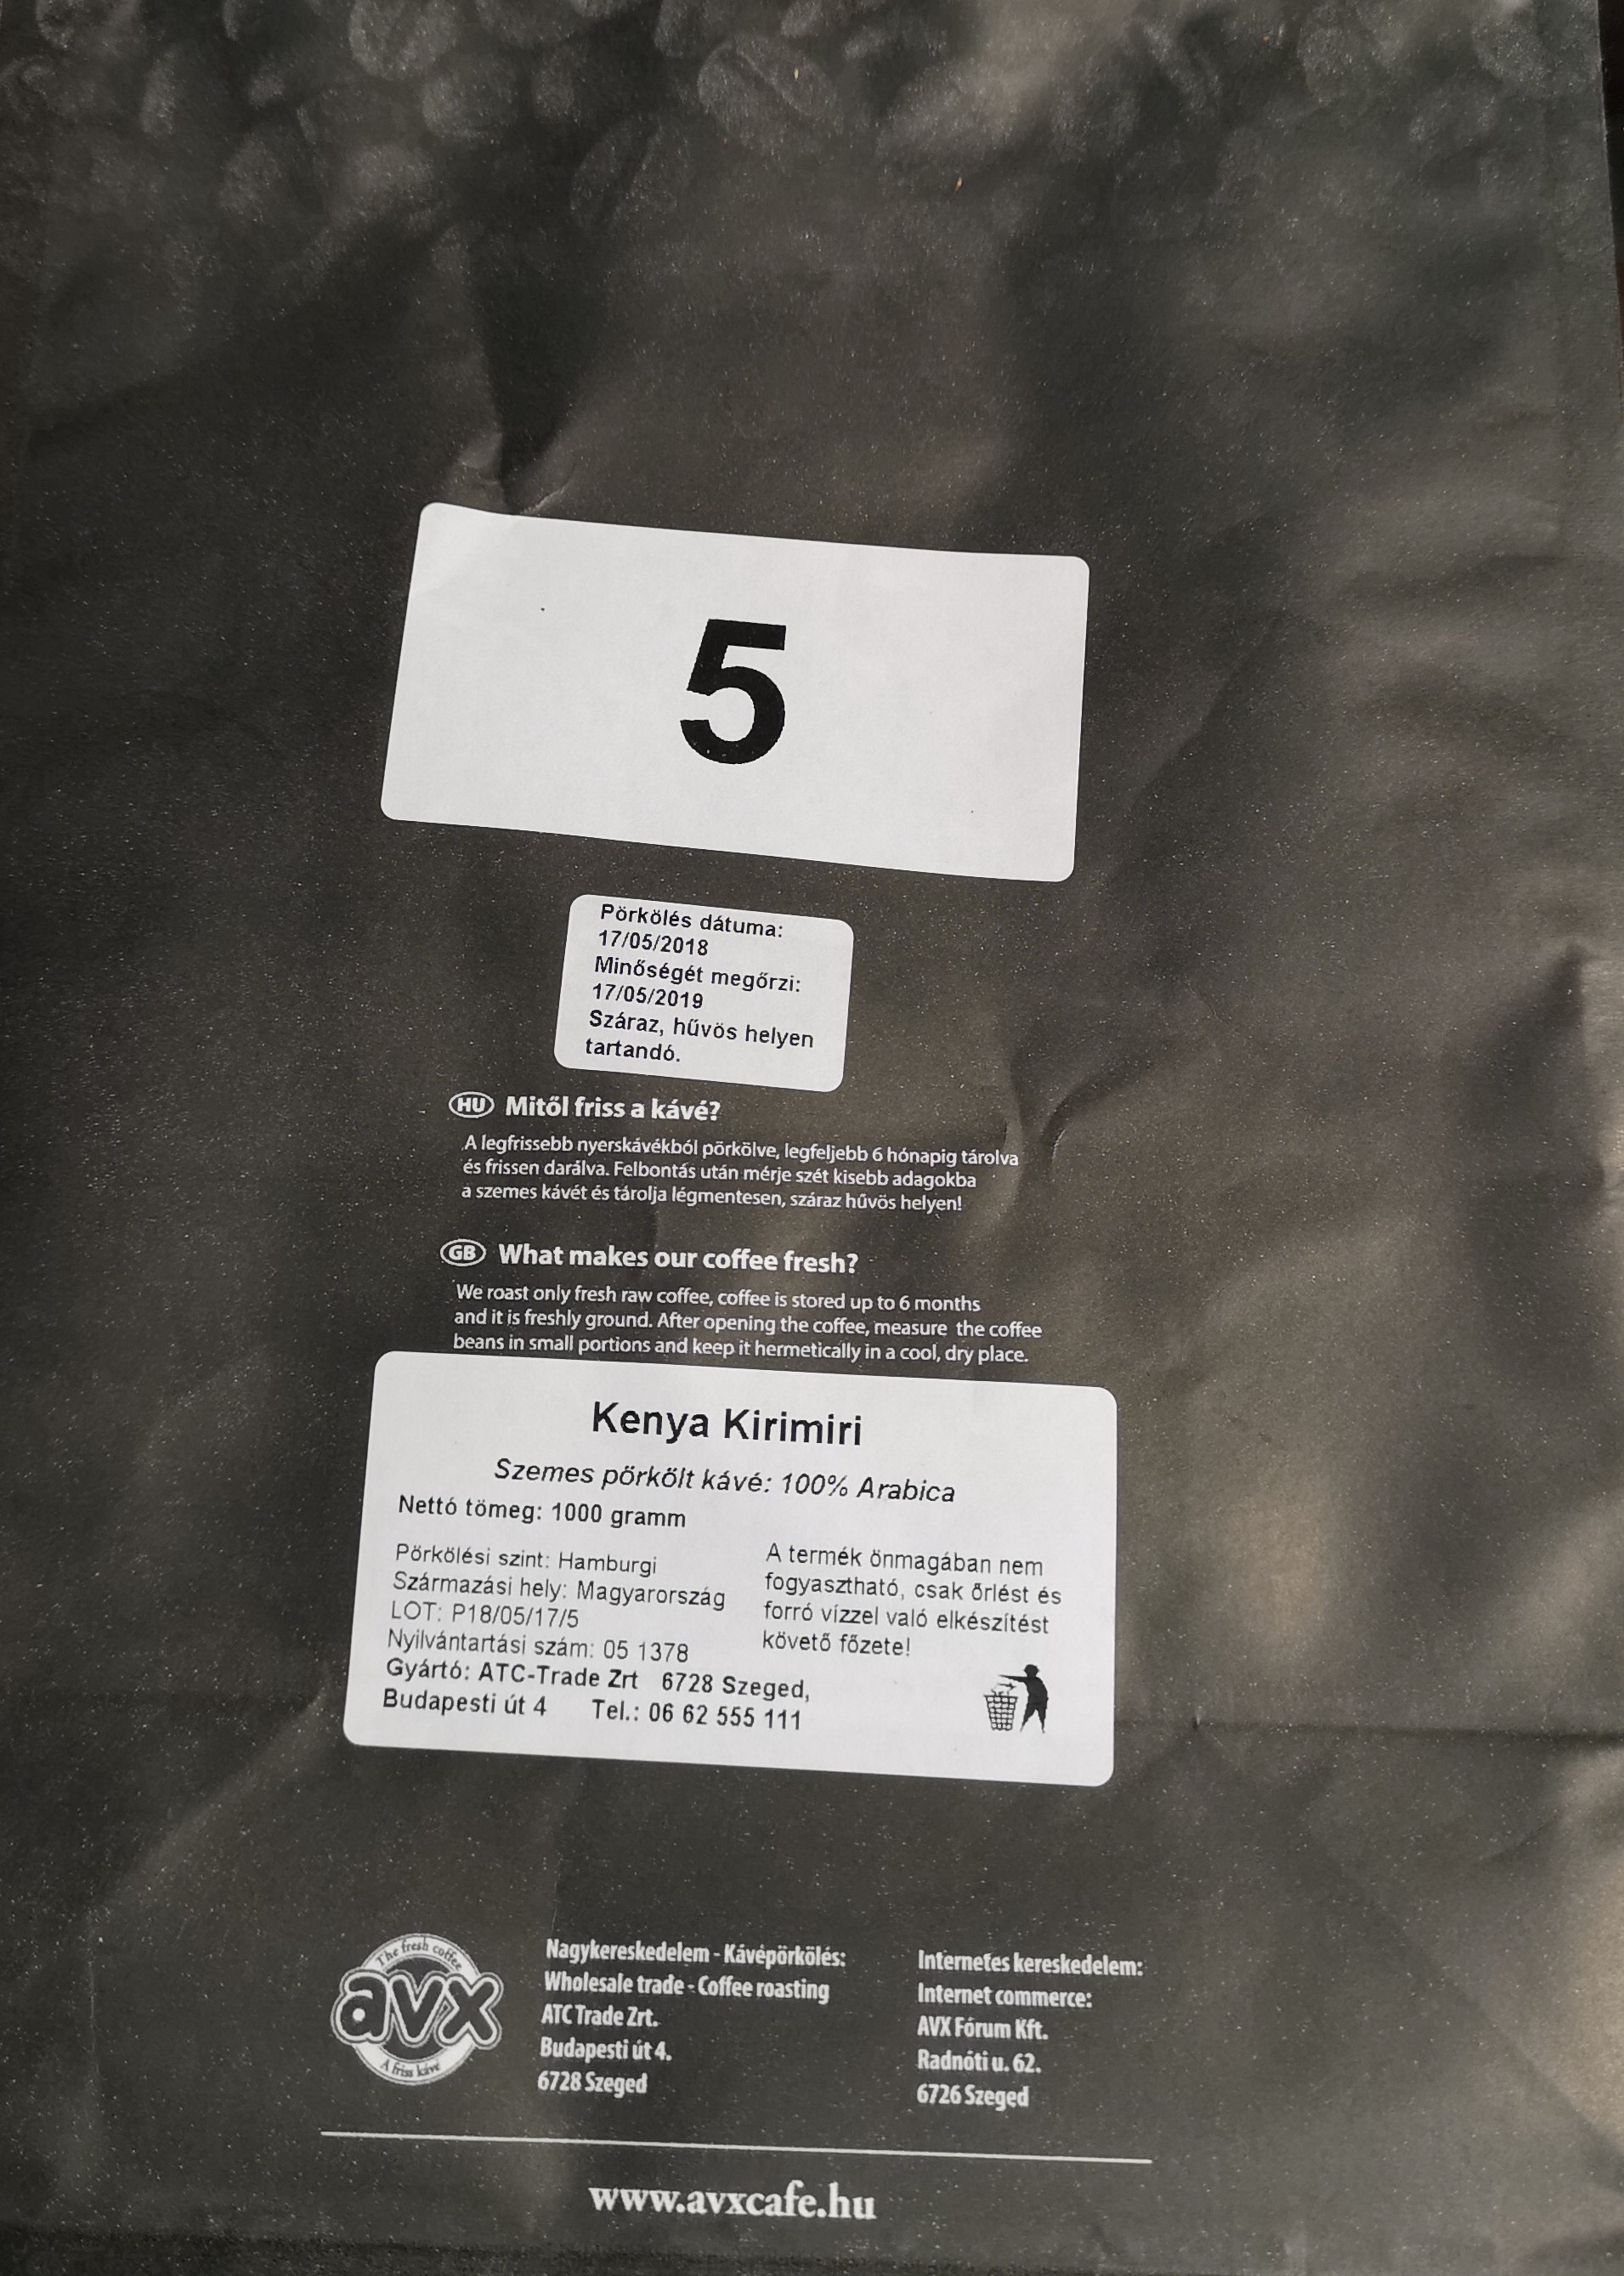 5
Pörkölés dátuma:
17/05/2018
Minőségét megőrzi:
17/05/2019
Száraz, hűvös helyen
tartandó.
HU Mitől friss a kávé?
A legfrissebb nyerskávékból pörkölve, legfeljebb 6 hónapig tárolva
és frissen darálva. Felbontás után mérje szét kisebb adagokba
a szemes kávét és tárolja légmentesen, száraz hűvös helyen!
GB What makes our coffee fresh?
We roast only fresh raw coffee, coffee is stored up to 6 months
and it is freshly ground. After opening the coffee, measure the coffee
beans in small portions and keep it hermetically in a cool, dry place.
Kenya Kirimiri
Szemes pörkölt kávé: 100% Arabica
Nettó tömeg: 1000 gramm
Pörkölési szint: Hamburgi
Származási hely: Magyarország
LOT: P18/05/17/5
Nyilvántartási szám: 05 1378
Gyártó: ATC-Trade Zrt 6728 Szeged,
Budapesti út 4 Tel.: 06 62 555 111
A termék önmagában nem
fogyasztható, csak őrlést és
forró vízzel való elkészítést
követő főzete!
The fresh coffee
avx
A friss kávé
Nagykereskedelem - Kávépörkölés:
Wholesale trade - Coffee roasting
ATC Trade Zrt.
Budapesti út 4.
6728 Szeged
Internetes kereskedelem:
Internet commerce:
AVX Fórum Kft.
Radnóti u. 62.
6726 Szeged
www.avxcafe.hu